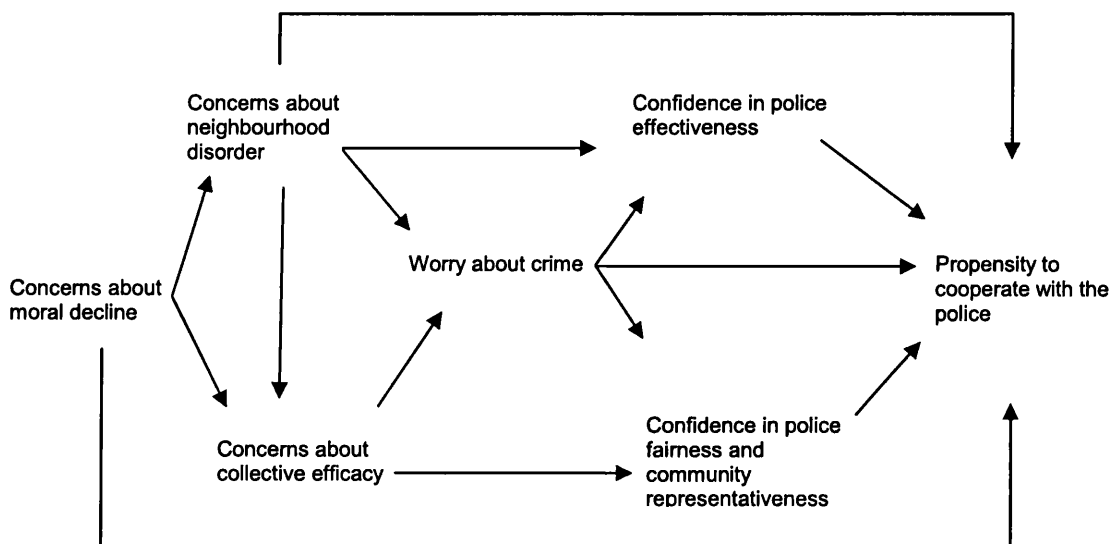 Concerns about
neighbourhood
disorder
Confidence in police
effectiveness
Worry about crime
Concerns about
moral decline
Propensity to
cooperate with the
police
Concerns about
collective efficacy
Confidence in police
fairness and
community
representativeness